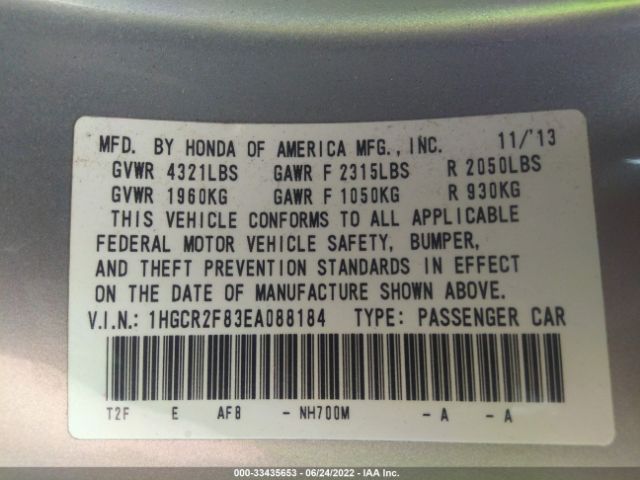 MFD. BY HONDA OF AMERICA MFG., INC. 11/'13
GVWR 4321LBS GAWR F 2315LBS R 2050LBS
GVWR 1960KG GAWR F 1050KG R 930KG
THIS VEHICLE CONFORMS TO ALL APPLICABLE
FEDERAL MOTOR VEHICLE SAFETY, BUMPER,
AND THEFT PREVENTION STANDARDS IN EFFECT
ON THE DATE OF MANUFACTURE SHOWN ABOVE.
V.I.N.: 1HGCR2F83EA088184 TYPE: PASSENGER CAR
T2F E AF8 - NH700M - A - A
000-33435653 - 06/24/2022 - IAA Inc.